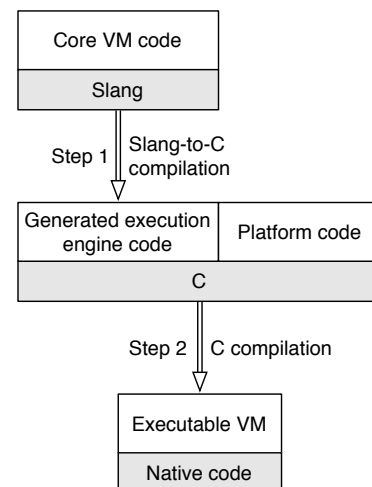 Core VM code
Slang
Step 1
Slang-to-C
compilation
Generated execution
engine code
Platform code
C
Step 2
C compilation
Executable VM
Native code